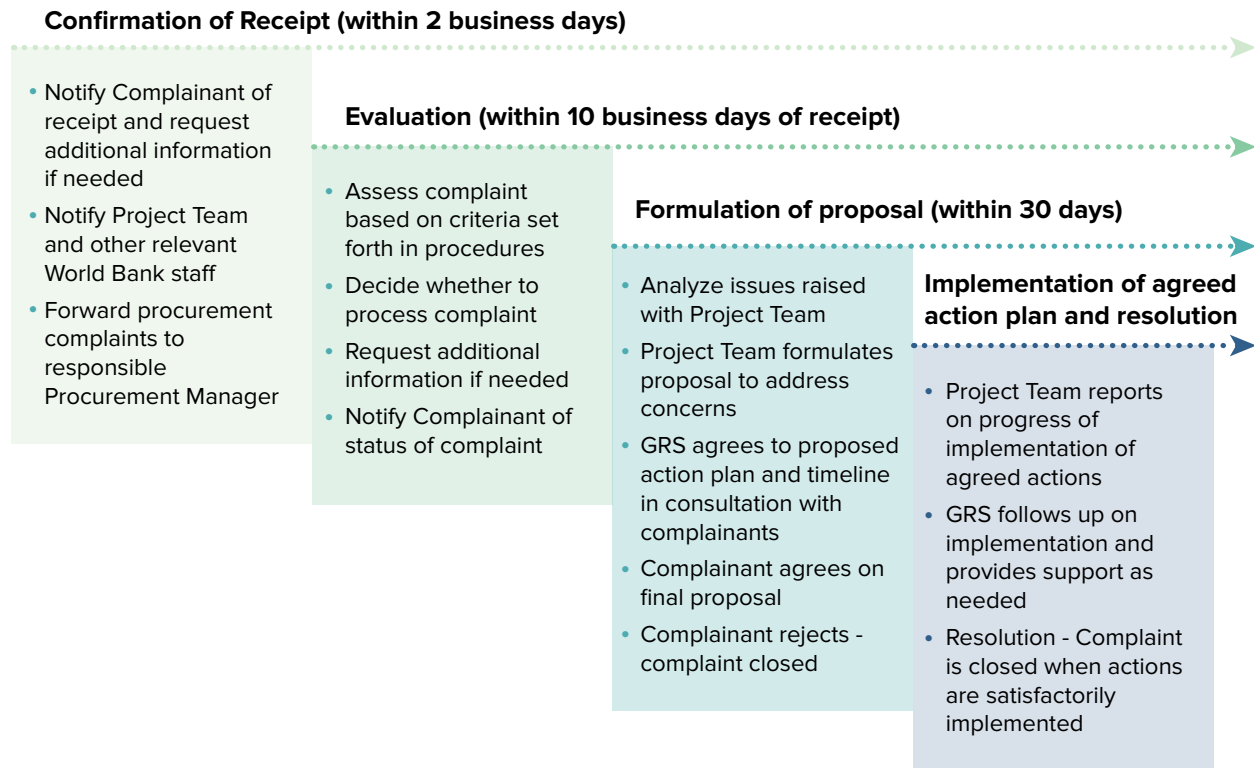 Confirmation of Receipt (within 2 business days)
• Notify Complainant of
receipt and request
additional information
if needed
• Notify Project Team
and other relevant
World Bank staff
• Forward procurement
complaints to
responsible
Procurement Manager
Evaluation (within 10 business days of receipt)
• Assess complaint
based on criteria set
forth in procedures
• Decide whether to
process complaint
• Request additional
information if needed
• Notify Complainant of
status of complaint
Formulation of proposal (within 30 days)
• Analyze issues raised
with Project Team
• Project Team formulates
proposal to address
concerns
• GRS agrees to proposed
action plan and timeline
in consultation with
complainants
• Complainant agrees on
final proposal
• Complainant rejects -
complaint closed
Implementation of agreed
action plan and resolution
• Project Team reports
on progress of
implementation of
agreed actions
• GRS follows up on
implementation and
provides support as
needed
• Resolution - Complaint
is closed when actions
are satisfactorily
implemented